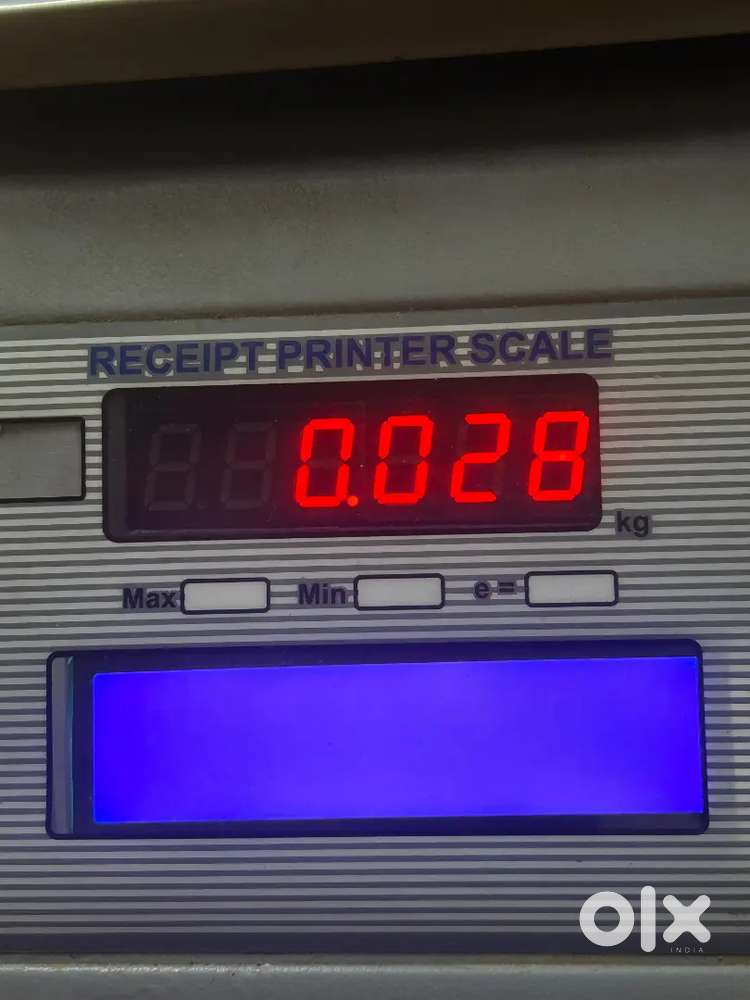 RECEIPT PRINTER SCALE
0.028
kg
Max Min e =
olx
INDIA